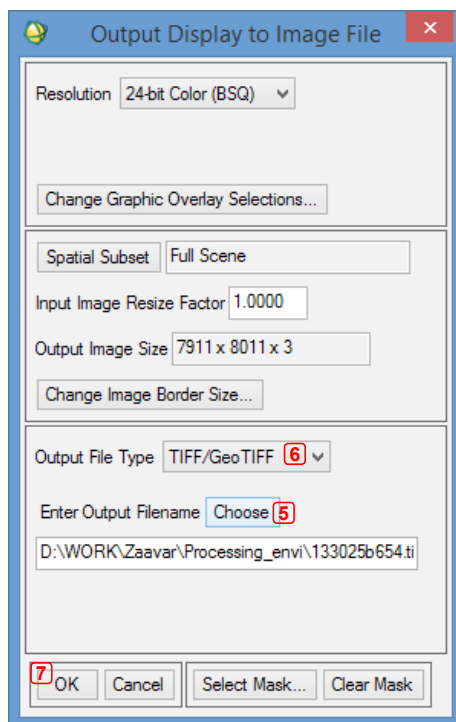 Output Display to Image File
Resolution 24-bit Color (BSQ)
Change Graphic Overlay Selections...
Spatial Subset Full Scene
Input Image Resize Factor 1.0000
Output Image Size 7911 x 8011 x 3
Change Image Border Size...
Output File Type TIFF/GeoTIFF 6
Enter Output Filename Choose 5
D:\WORK\Zaavar\Processing_envi\133025b654.ti
7 OK Cancel Select Mask... Clear Mask